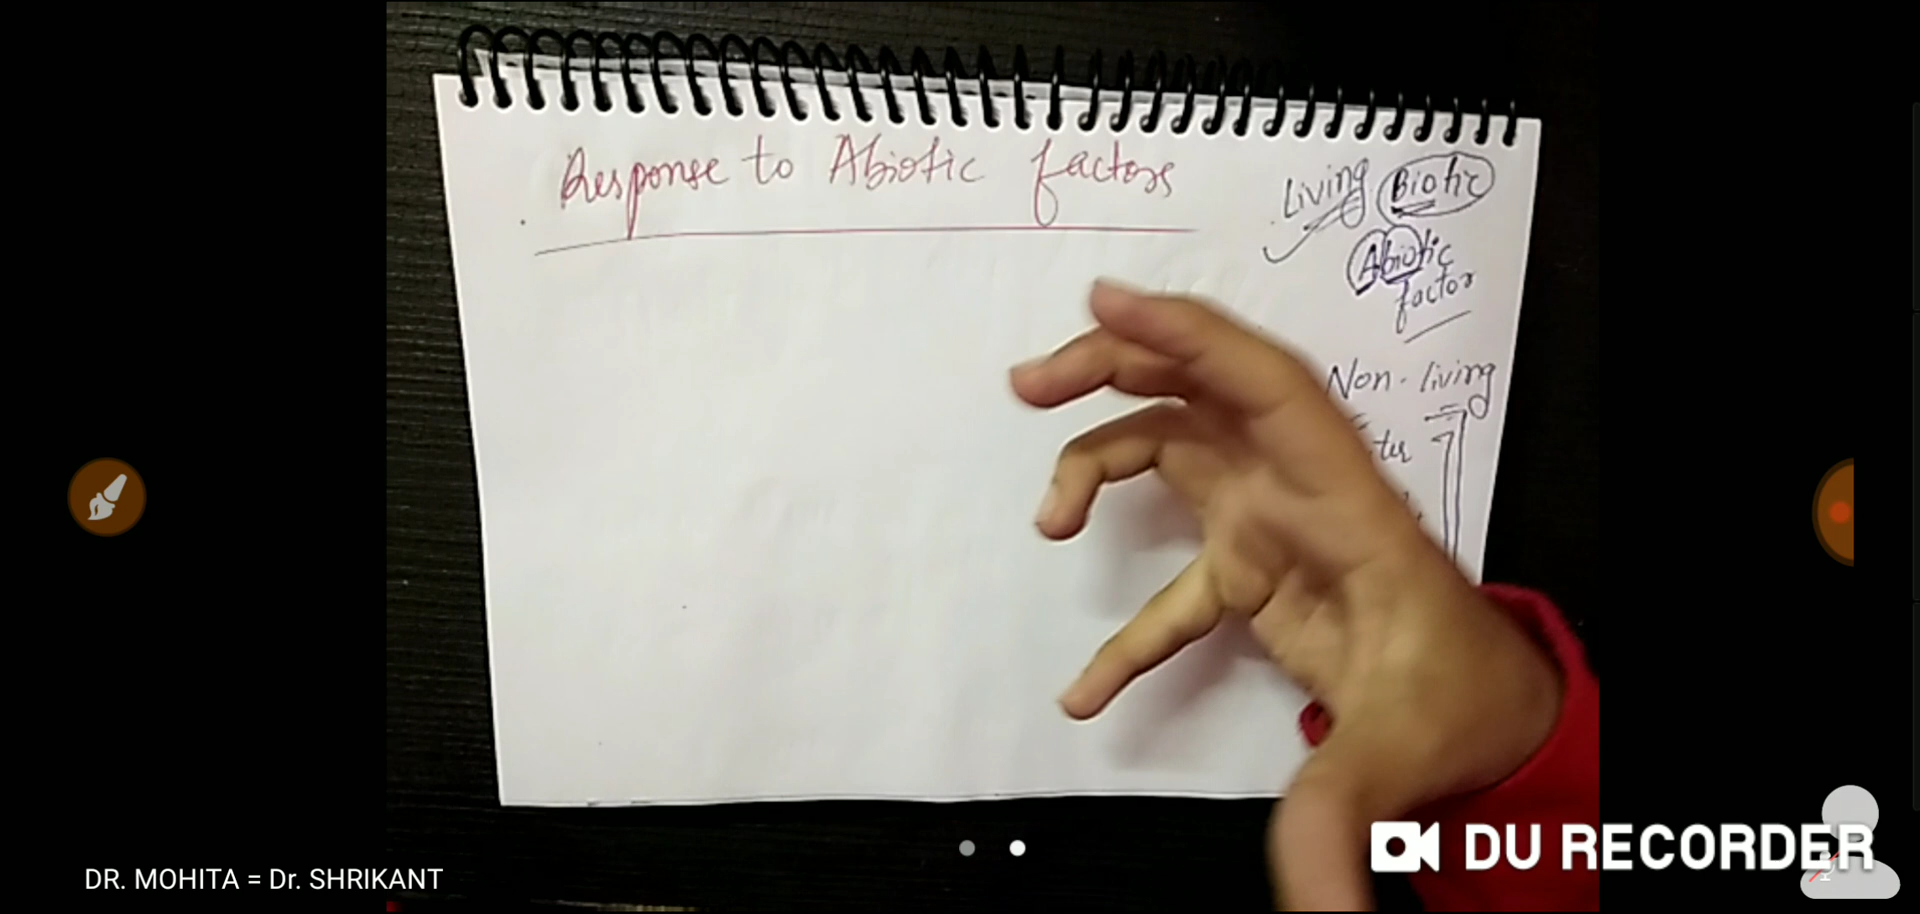 Response to Abiotic factors
Living Biotic
Abiotic
factor
Non-living
DR. MOHITA = Dr. SHRIKANT
DU RECORDER